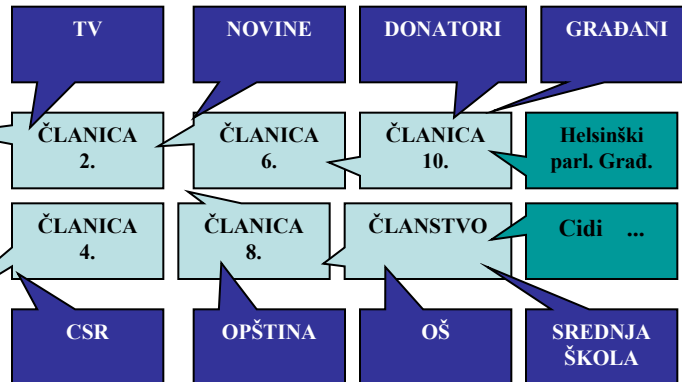 TV
NOVINE
DONATORI
GRAĐANI
ČLANICA
2.
ČLANICA
6.
ČLANICA
10.
Helsinški
parl. Građ.
ČLANICA
4.
ČLANICA
8.
ČLANSTVO
Cidi ...
CSR
OPŠTINA
OŠ
SREDNJA
ŠKOLA